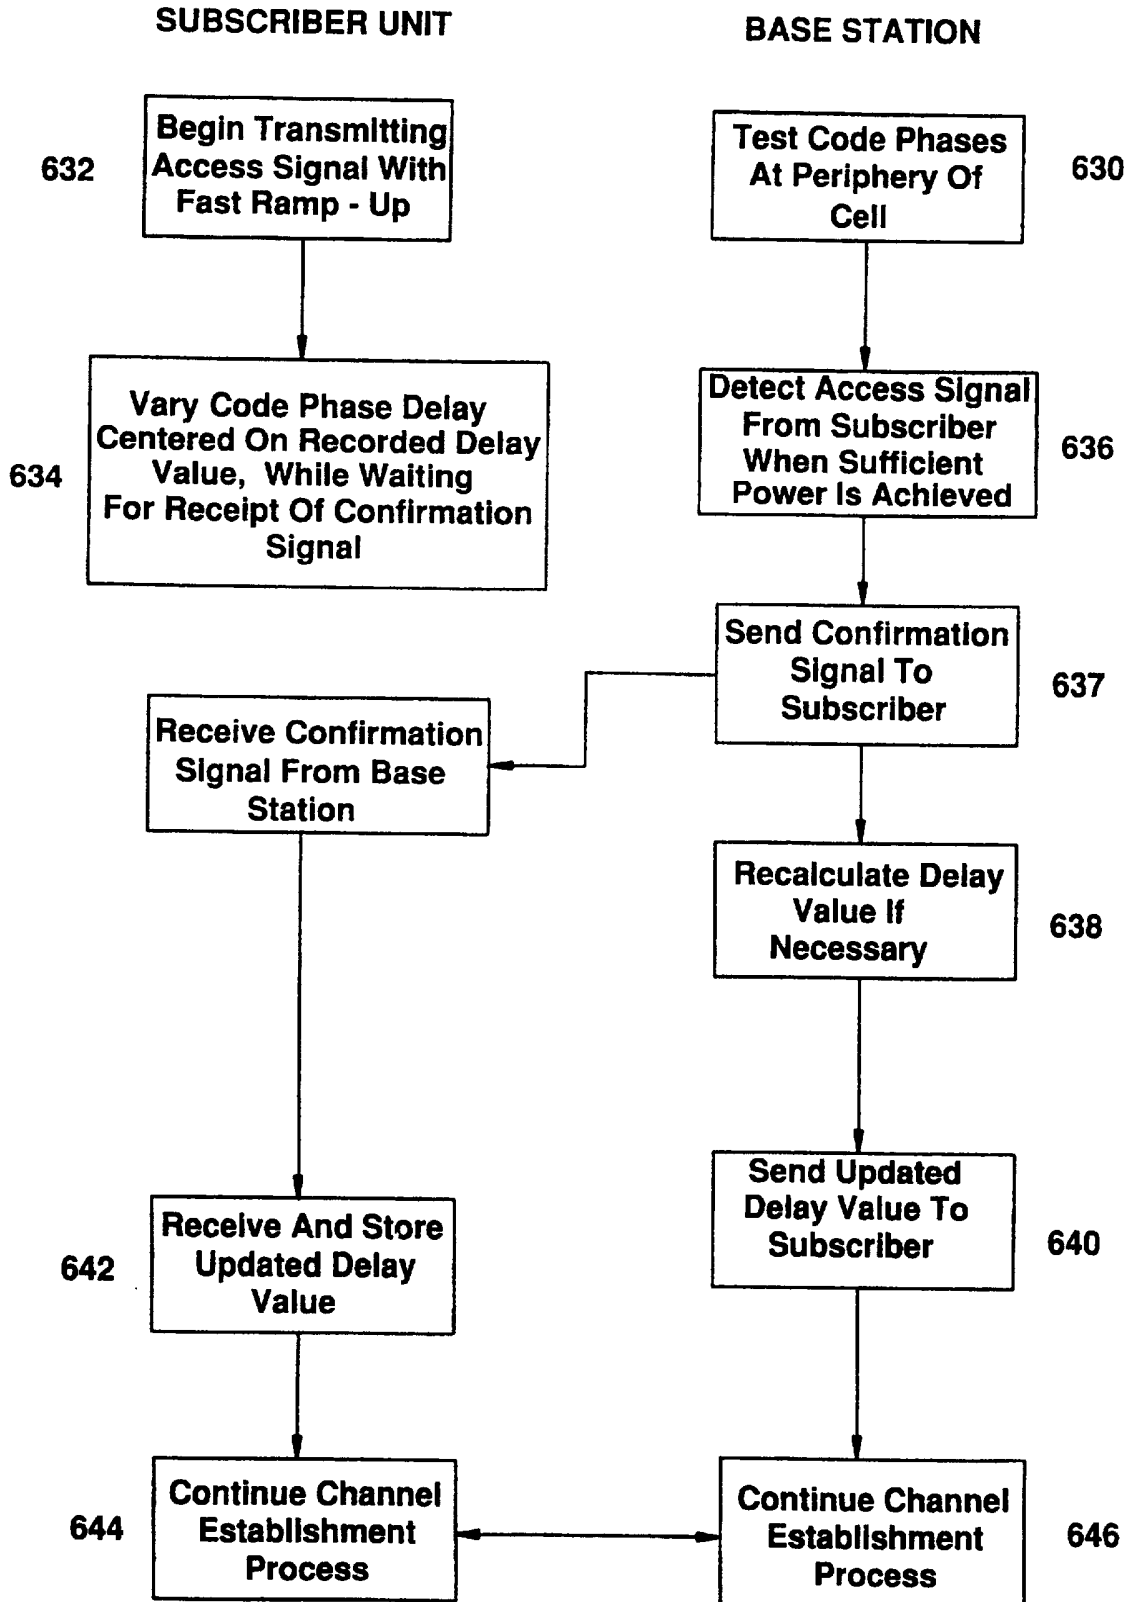 SUBSCRIBER UNIT
BASE STATION
632
Begin Transmitting
Access Signal With
Fast Ramp - Up
Test Code Phases
At Periphery Of
Cell
630
634
Vary Code Phase Delay
Centered On Recorded Delay
Value, While Waiting
For Receipt Of Confirmation
Signal
Detect Access Signal
From Subscriber
When Sufficient
Power Is Achieved
636
Send Confirmation
Signal To
Subscriber
637
Receive Confirmation
Signal From Base
Station
Recalculate Delay
Value If
Necessary
638
642
Receive And Store
Updated Delay
Value
Send Updated
Delay Value To
Subscriber
640
644
Continue Channel
Establishment
Process
Continue Channel
Establishment
Process
646